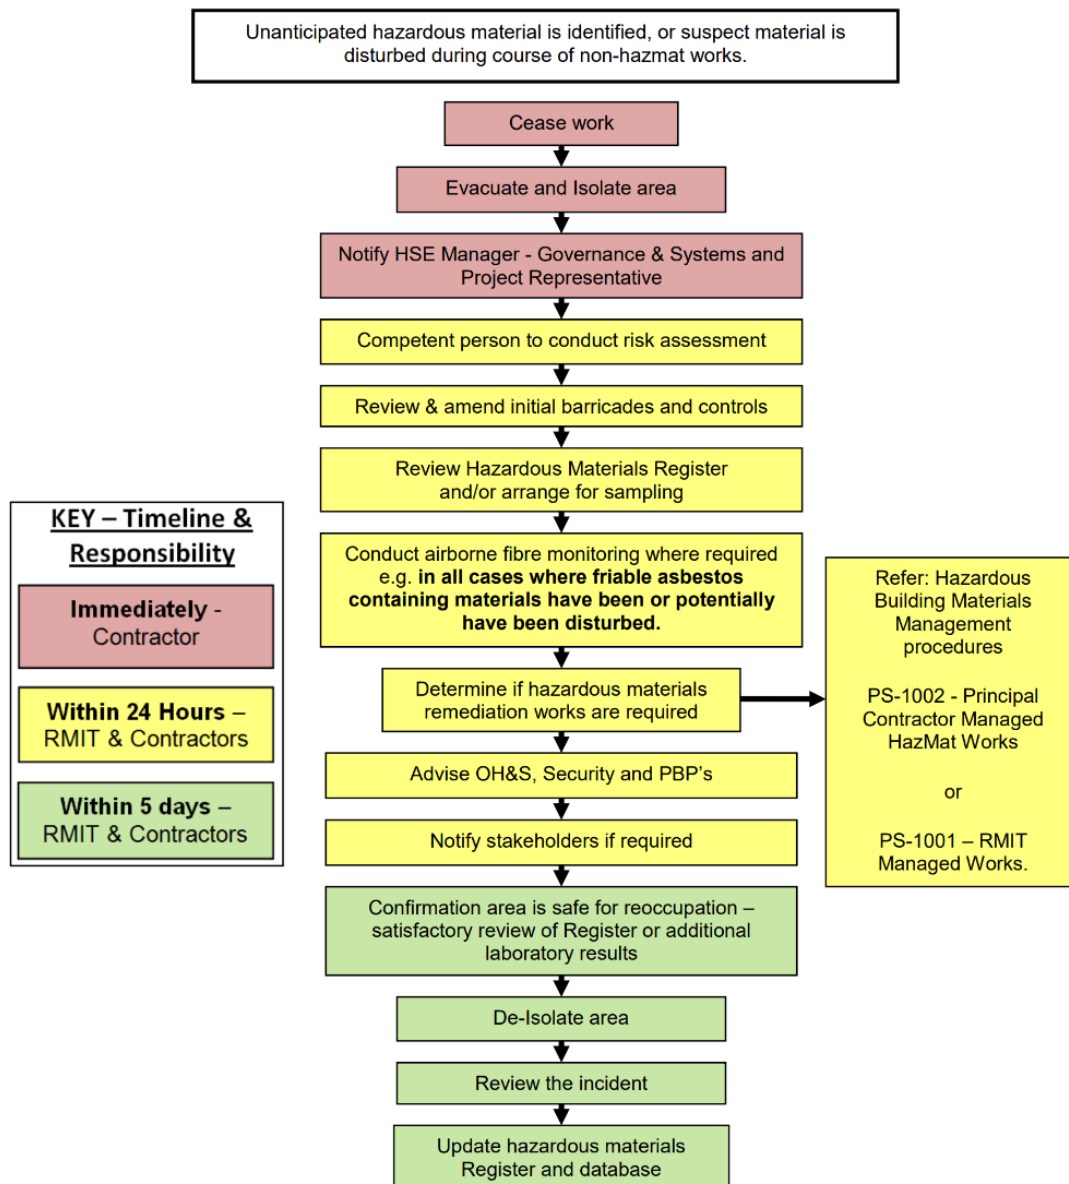 Unanticipated hazardous material is identified, or suspect material is
disturbed during course of non-hazmat works.
Cease work
Evacuate and Isolate area
Notify HSE Manager - Governance & Systems and
Project Representative
Competent person to conduct risk assessment
Review & amend initial barricades and controls
Review Hazardous Materials Register
and/or arrange for sampling
Conduct airborne fibre monitoring where required
e.g. in all cases where friable asbestos
containing materials have been or potentially
have been disturbed.
Determine if hazardous materials
remediation works are required
Advise OH&S, Security and PBP's
Notify stakeholders if required
Confirmation area is safe for reoccupation –
satisfactory review of Register or additional
laboratory results
De-Isolate area
Review the incident
Update hazardous materials
Register and database
KEY – Timeline &
Responsibility
Immediately -
Contractor
Within 24 Hours –
RMIT & Contractors
Within 5 days –
RMIT & Contractors
Refer: Hazardous
Building Materials
Management
procedures
PS-1002 - Principal
Contractor Managed
HazMat Works
or
PS-1001 – RMIT
Managed Works.